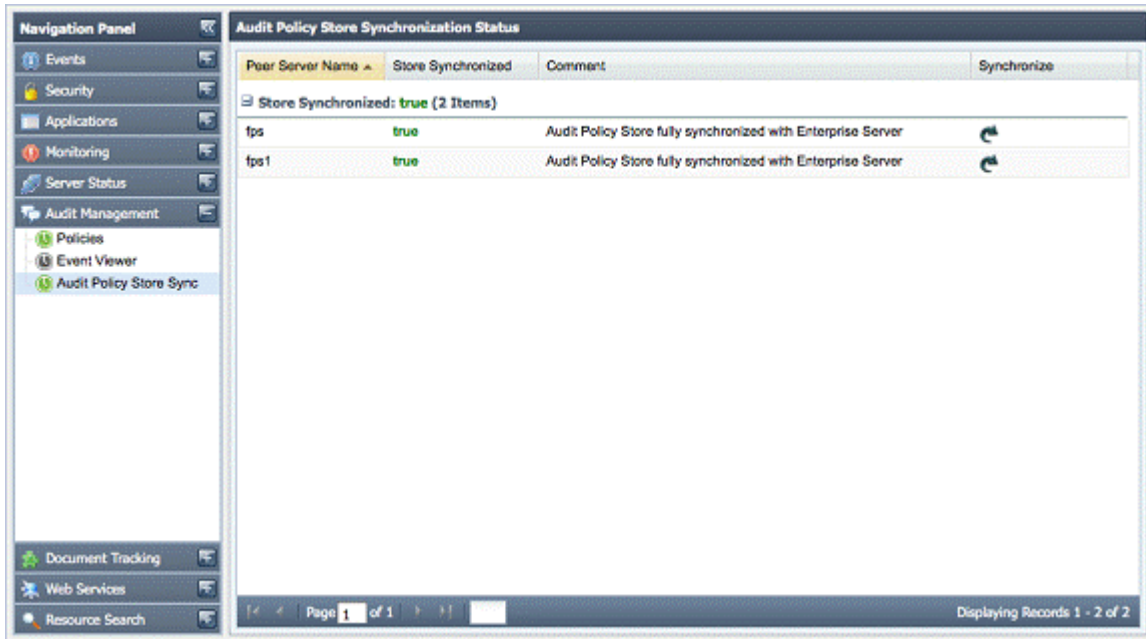 Navigation Panel
Events
Security
Applications
Monitoring
Server Status
Audit Management
Policies
Event Viewer
Audit Policy Store Sync
Document Tracking
Web Services
Resource Search
Audit Policy Store Synchronization Status
Peer Server Name Store Synchronized Comment Synchronize
Store Synchronized: true (2 Items)
fps true Audit Policy Store fully synchronized with Enterprise Server
fps1 true Audit Policy Store fully synchronized with Enterprise Server
Page 1 of 1 Displaying Records 1 - 2 of 2